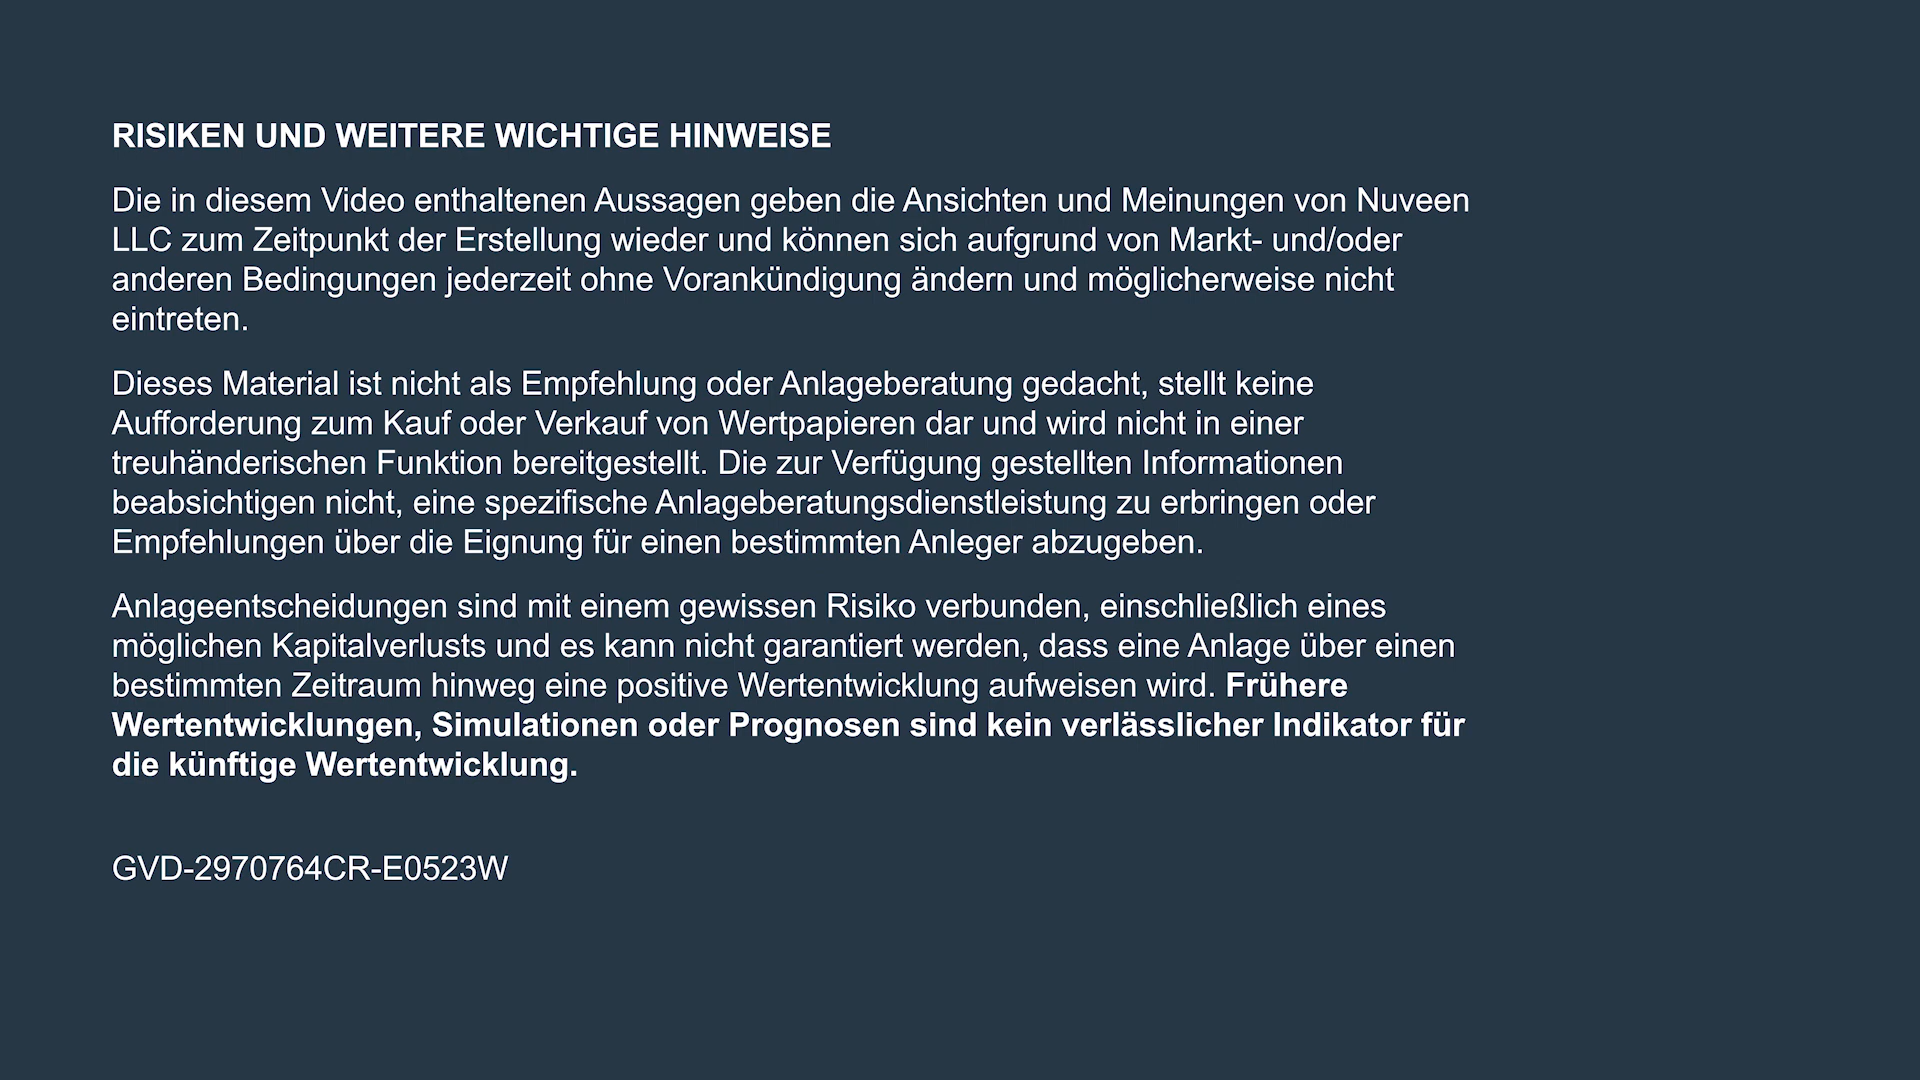 RISIKEN UND WEITERE WICHTIGE HINWEISE
Die in diesem Video enthaltenen Aussagen geben die Ansichten und Meinungen von Nuveen
LLC zum Zeitpunkt der Erstellung wieder und können sich aufgrund von Markt- und/oder
anderen Bedingungen jederzeit ohne Vorankündigung ändern und möglicherweise nicht
eintreten.
Dieses Material ist nicht als Empfehlung oder Anlageberatung gedacht, stellt keine
Aufforderung zum Kauf oder Verkauf von Wertpapieren dar und wird nicht in einer
treuhänderischen Funktion bereitgestellt. Die zur Verfügung gestellten Informationen
beabsichtigen nicht, eine spezifische Anlageberatungsdienstleistung zu erbringen oder
Empfehlungen über die Eignung für einen bestimmten Anleger abzugeben.
Anlageentscheidungen sind mit einem gewissen Risiko verbunden, einschließlich eines
möglichen Kapitalverlusts und es kann nicht garantiert werden, dass eine Anlage über einen
bestimmten Zeitraum hinweg eine positive Wertentwicklung aufweisen wird. Frühere
Wertentwicklungen, Simulationen oder Prognosen sind kein verlässlicher Indikator für
die künftige Wertentwicklung.
GVD-2970764CR-E0523W